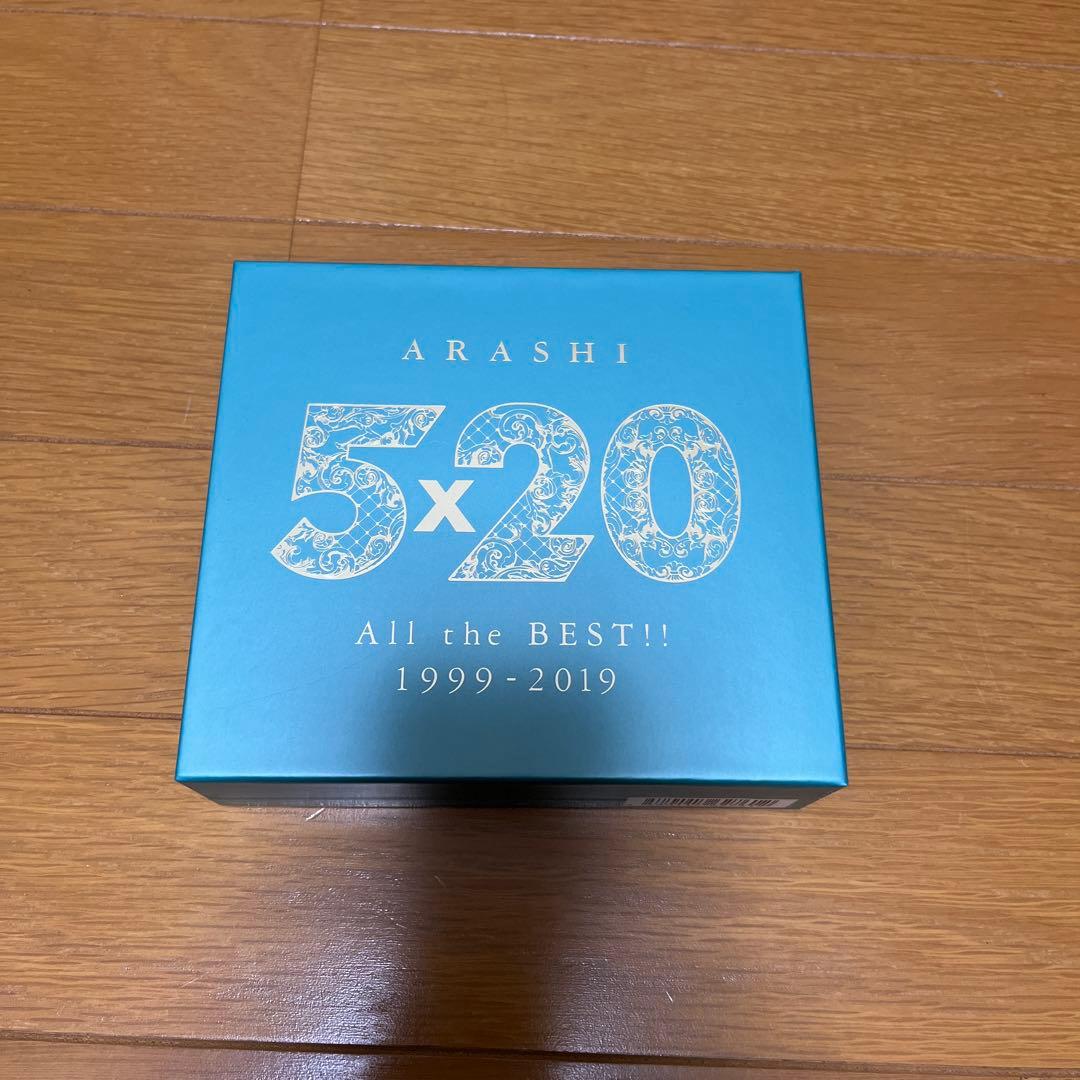 ARASHI
5x20
All the BEST!!
1999-2019